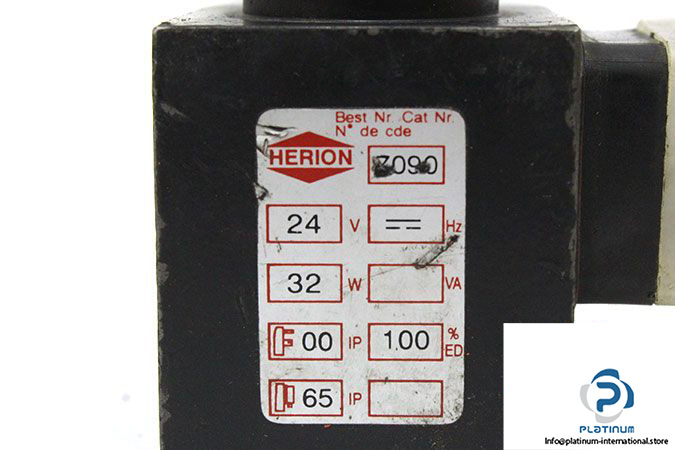 Best Nr. Cat Nr.
N° de cde
HERION 3090
24 V Hz
32 W VA
00 IP 100 % ED
65 IP
PLATINUM
Info@platinum-international.store